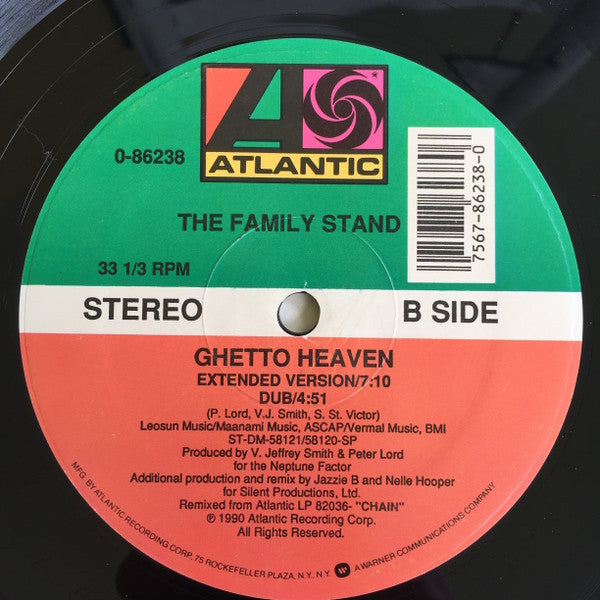 ATLANTIC
0-86238
7567-86238-0
THE FAMILY STAND
33 1/3 RPM
STEREO
B SIDE
GHETTO HEAVEN
EXTENDED VERSION/7:10
DUB/4:51
(P. Lord, V.J. Smith, S. St. Victor)
Leosun Music/Maanami Music, ASCAP/Vermal Music, BMI
ST-DM-58121/58120-SP
Produced by V. Jeffrey Smith & Peter Lord
for the Neptune Factor
Additional production and remix by Jazzie B and Nelle Hooper
for Silent Productions, Ltd.
Remixed from Atlantic LP 82036- "CHAIN"
℗ 1990 Atlantic Recording Corp.
All Rights Reserved.
MFG. BY ATLANTIC RECORDING CORP. 75 ROCKEFELLER PLAZA, N.Y. N.Y. A WARNER COMMUNICATIONS COMPANY